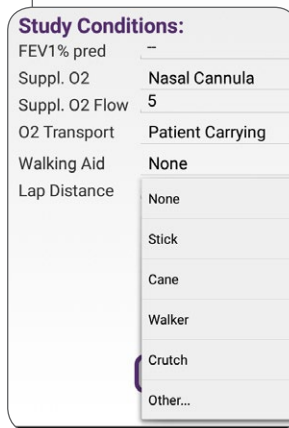 Study Conditions:
FEV1% pred --
Suppl. O2 Nasal Cannula
Suppl. O2 Flow 5
O2 Transport Patient Carrying
Walking Aid None
Lap Distance
None
Stick
Cane
Walker
Crutch
Other...